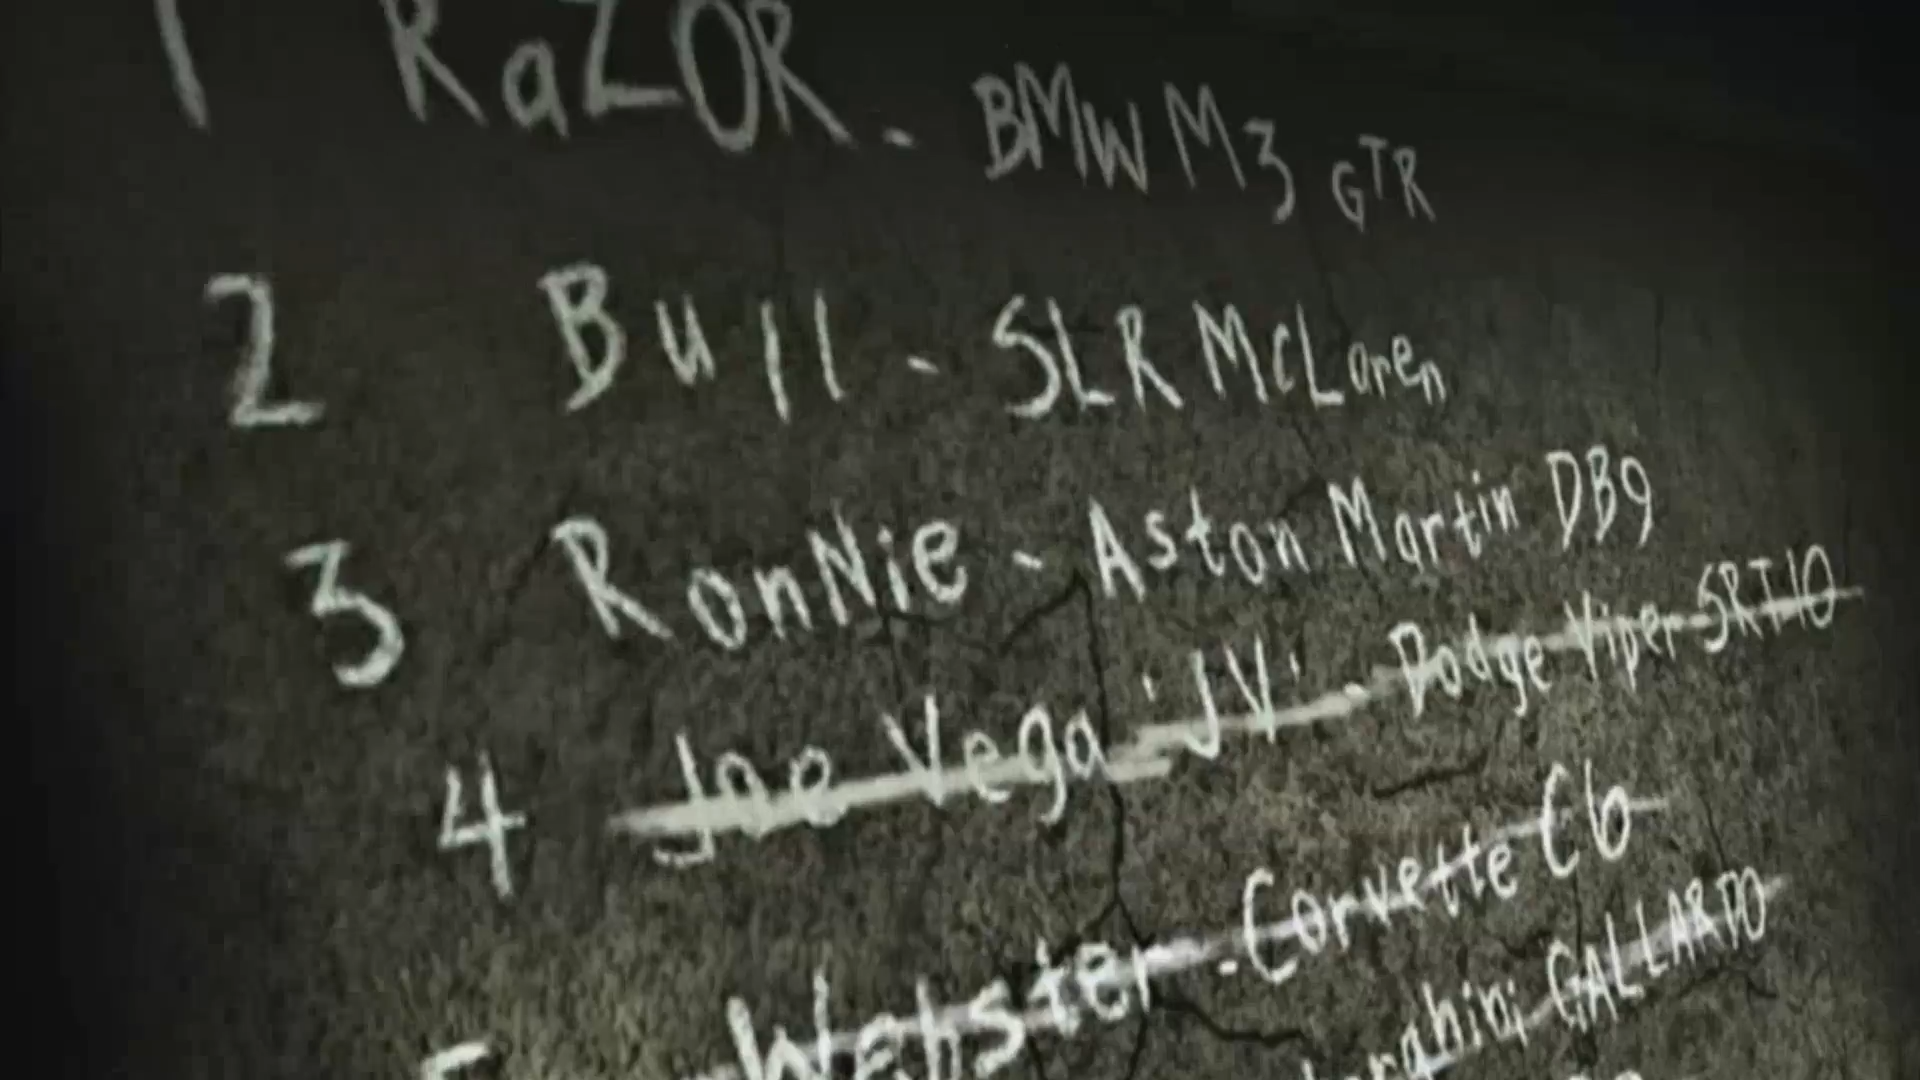 1 RaZOR - BMW M3 GTR
2 Bull - SLR McLaren
3 RonNie - Aston Martin DB9
4 Joe Vega 'JV' - Dodge Viper SRT10
5 Webster - Corvette C6
GALLARDO